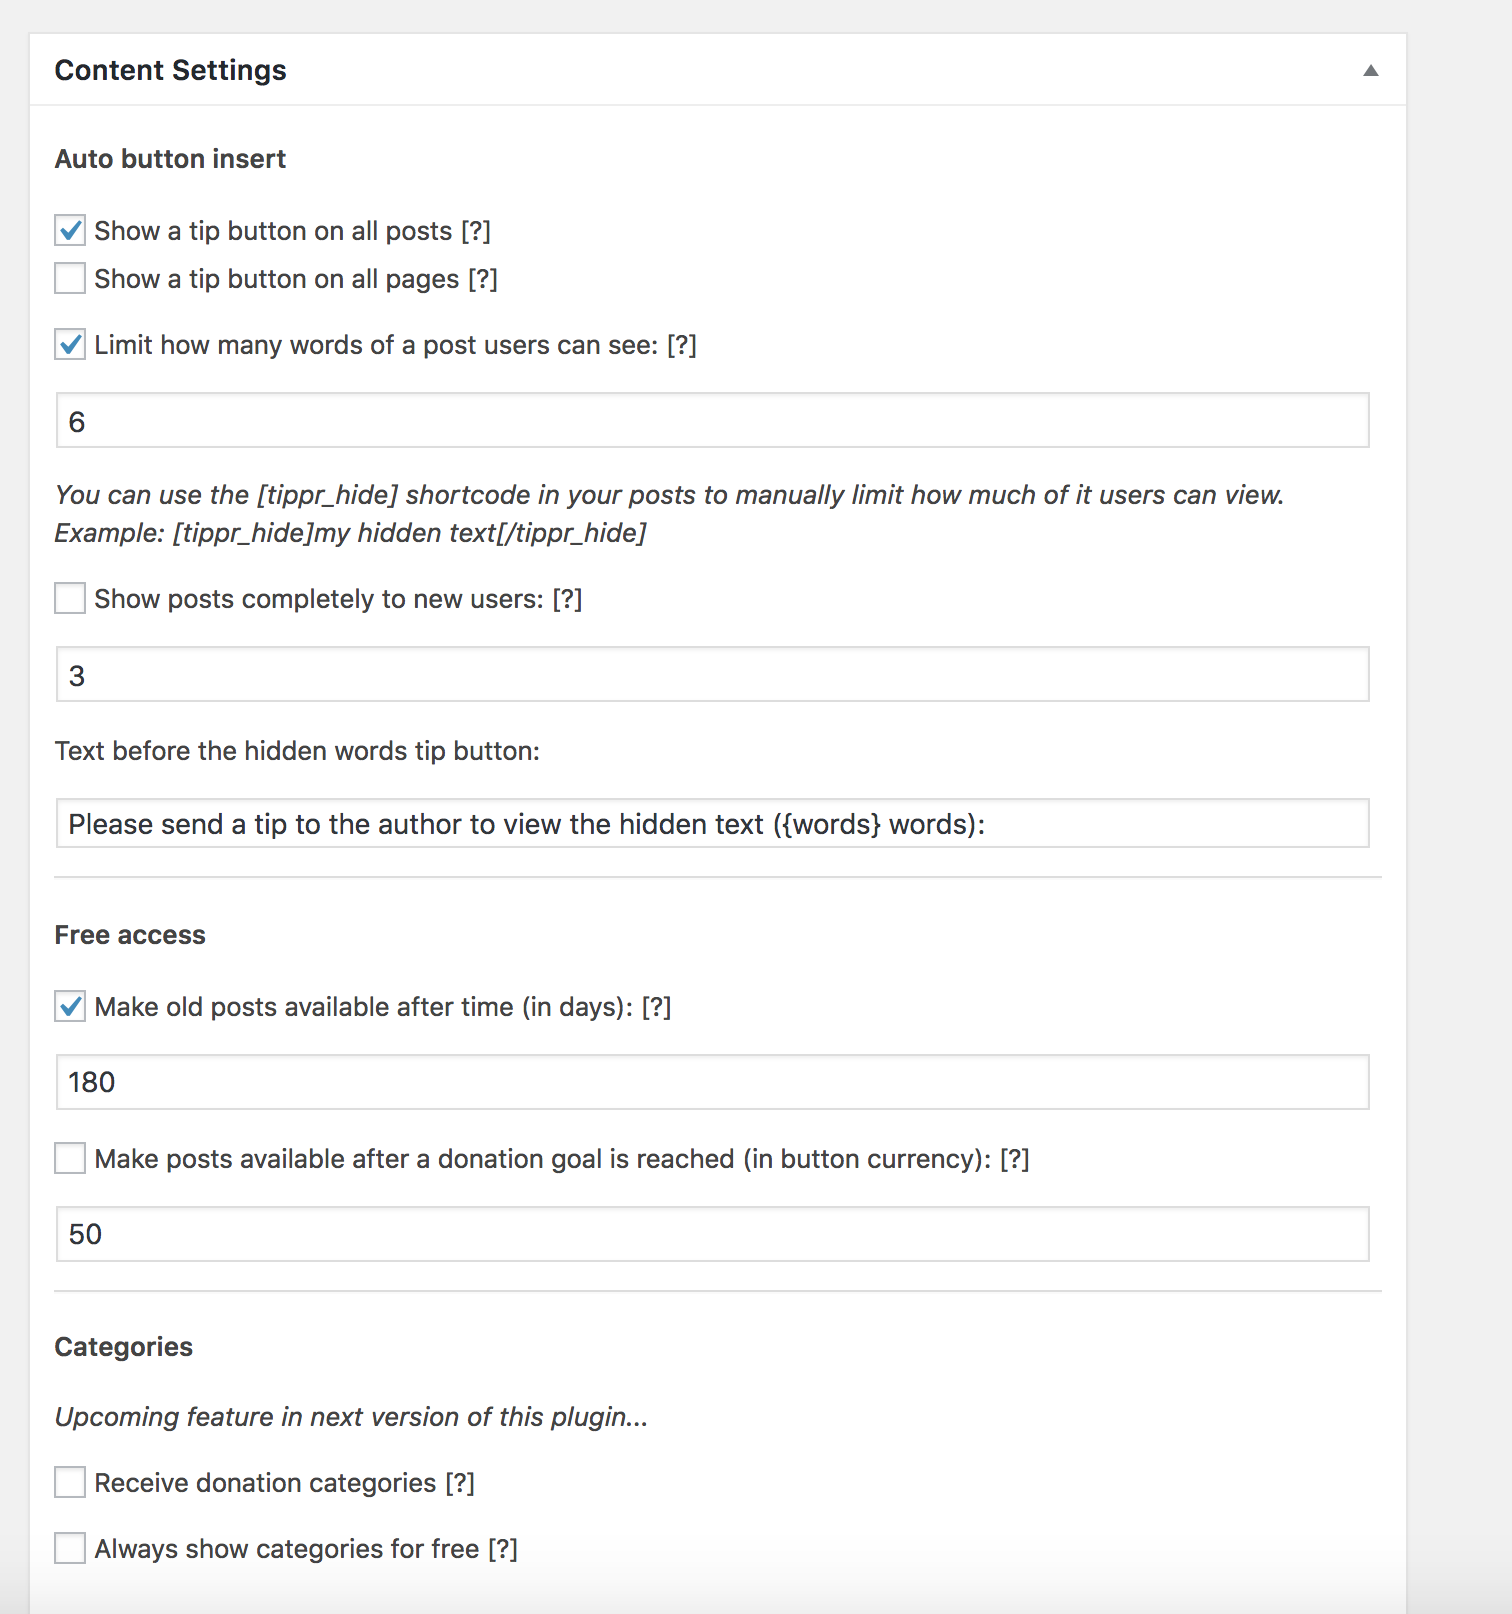 Content Settings
Auto button insert
Show a tip button on all posts [?]
Show a tip button on all pages [?]
Limit how many words of a post users can see: [?]
6
You can use the [tippr_hide] shortcode in your posts to manually limit how much of it users can view.
Example: [tippr_hide]my hidden text[/tippr_hide]
Show posts completely to new users: [?]
3
Text before the hidden words tip button:
Please send a tip to the author to view the hidden text ({words} words):
Free access
Make old posts available after time (in days): [?]
180
Make posts available after a donation goal is reached (in button currency): [?]
50
Categories
Upcoming feature in next version of this plugin...
Receive donation categories [?]
Always show categories for free [?]